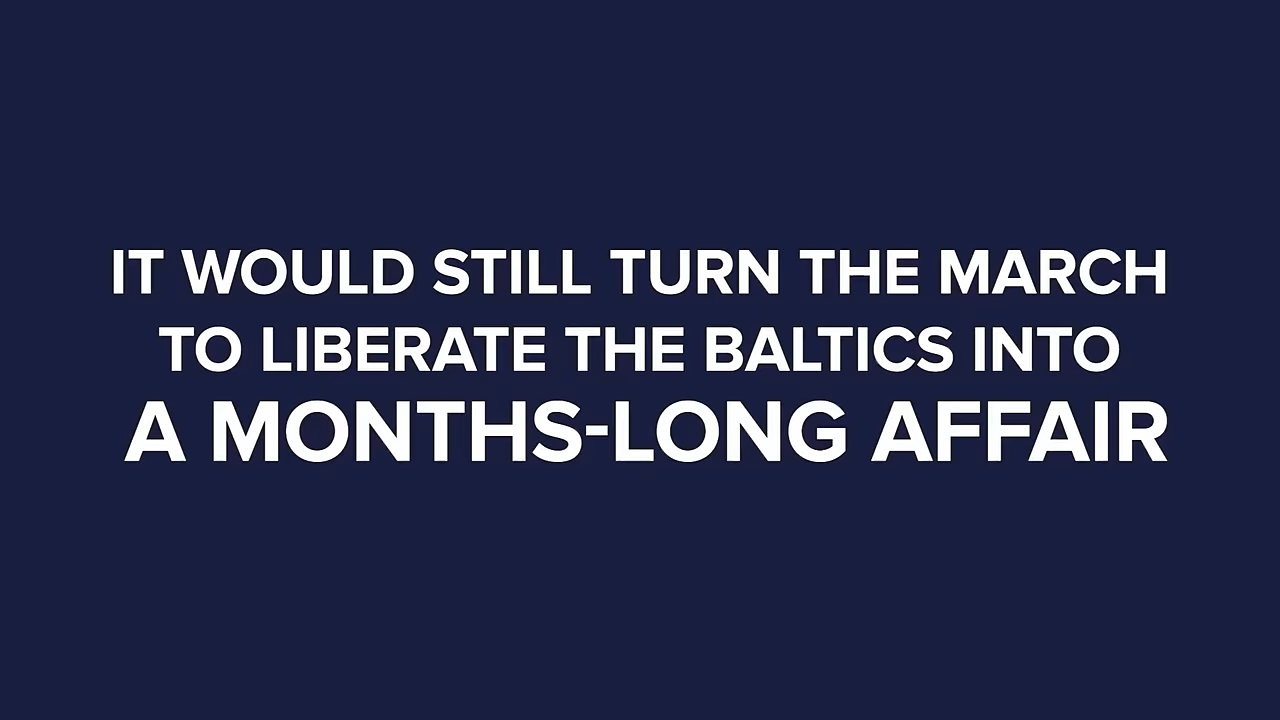 IT WOULD STILL TURN THE MARCH
TO LIBERATE THE BALTICS INTO
A MONTHS-LONG AFFAIR